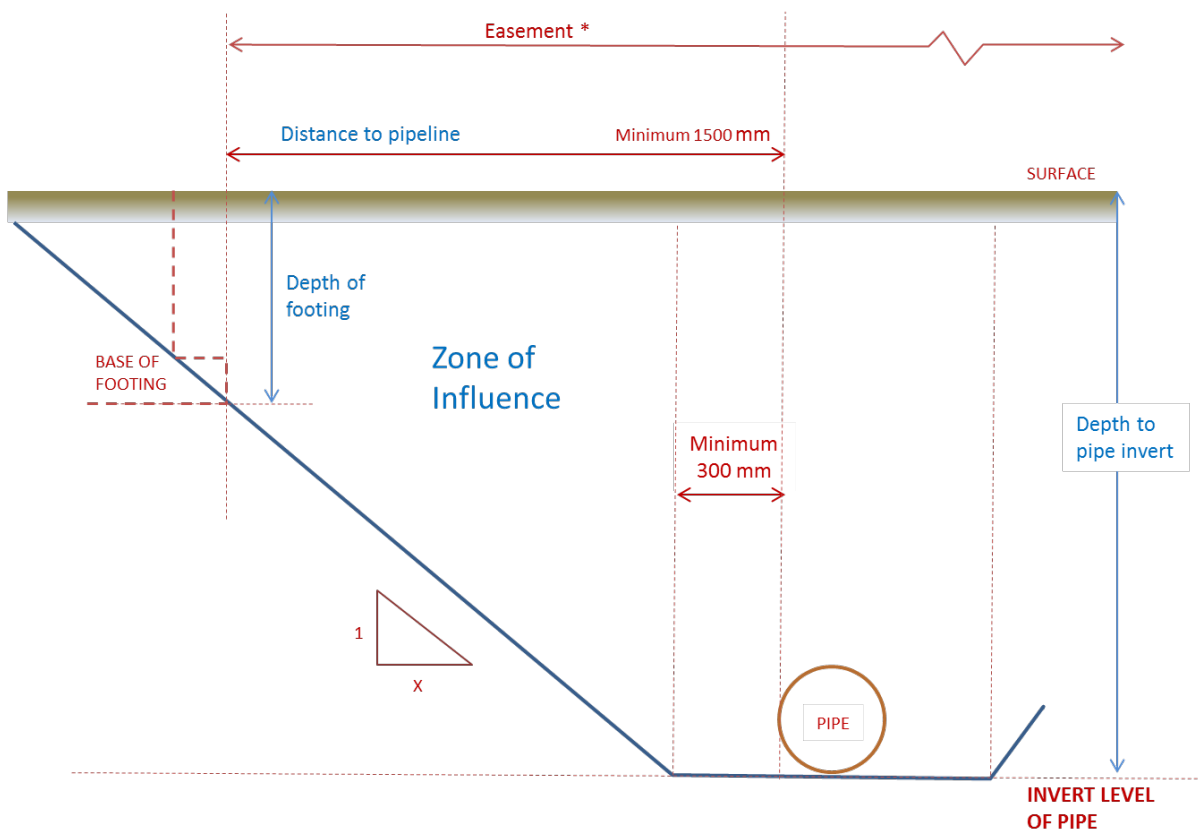 Easement *
Distance to pipeline
Minimum 1500 mm
SURFACE
Depth of
footing
Zone of
Influence
BASE OF
FOOTING
Depth to
pipe invert
Minimum
300 mm
1
X
PIPE
INVERT LEVEL
OF PIPE